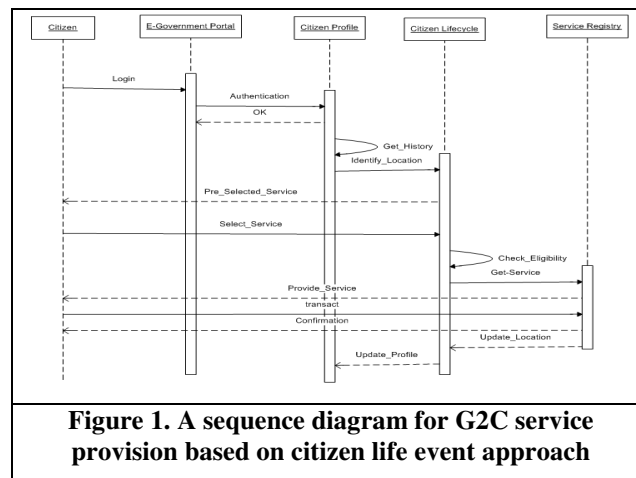 Citizen
E-Government Portal
Citizen Profile
Citizen Lifecycle
Service Registry
Login
Authentication
OK
Get_History
Identify_Location
Pre_Selected_Service
Select_Service
Check_Eligibility
Get-Service
Provide_Service
transact
Confirmation
Update_Location
Update_Profile
Figure 1. A sequence diagram for G2C service
provision based on citizen life event approach